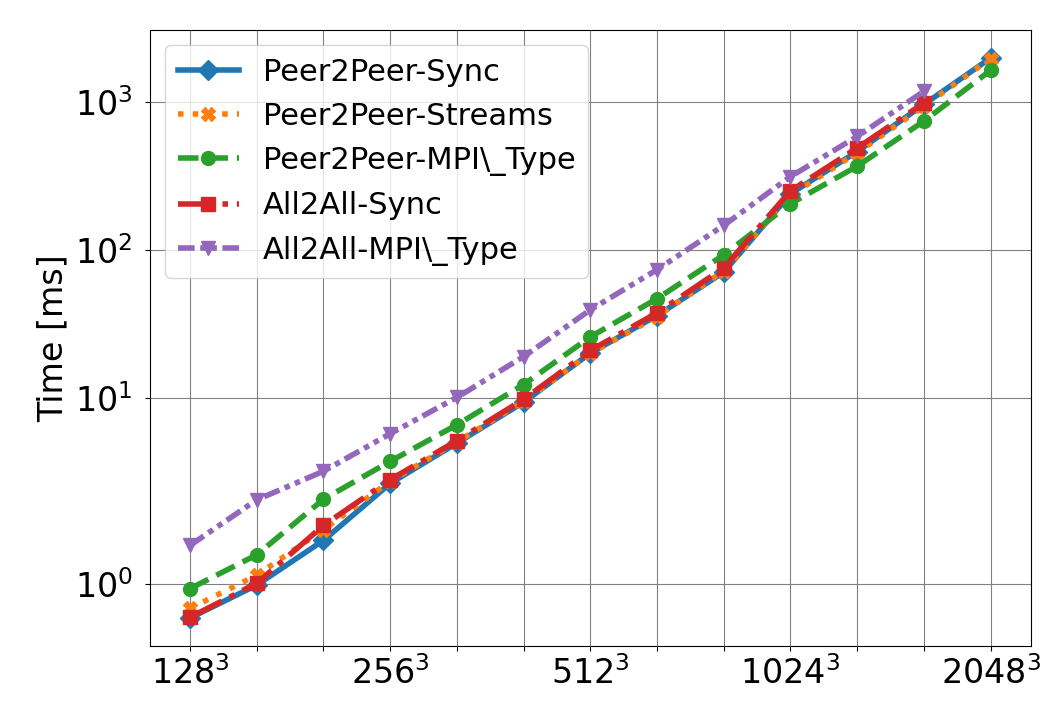 Peer2Peer-Sync
Peer2Peer-Streams
Peer2Peer-MPI\_Type
All2All-Sync
All2All-MPI\_Type
Time [ms]
10³
10²
10¹
10⁰
128³ 256³ 512³ 1024³ 2048³